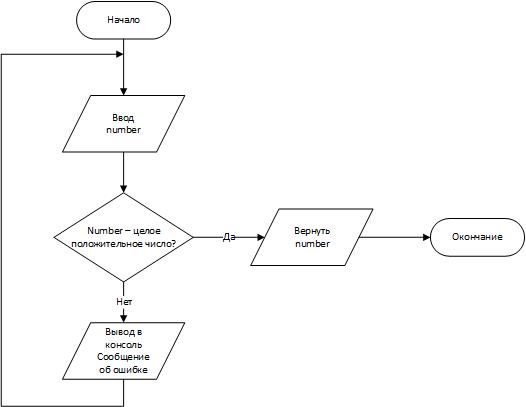 Начало
Ввод
number
Number – целое
положительное число?
Да
Вернуть
number
Окончание
Нет
Вывод в
консоль
Сообщение
об ошибке